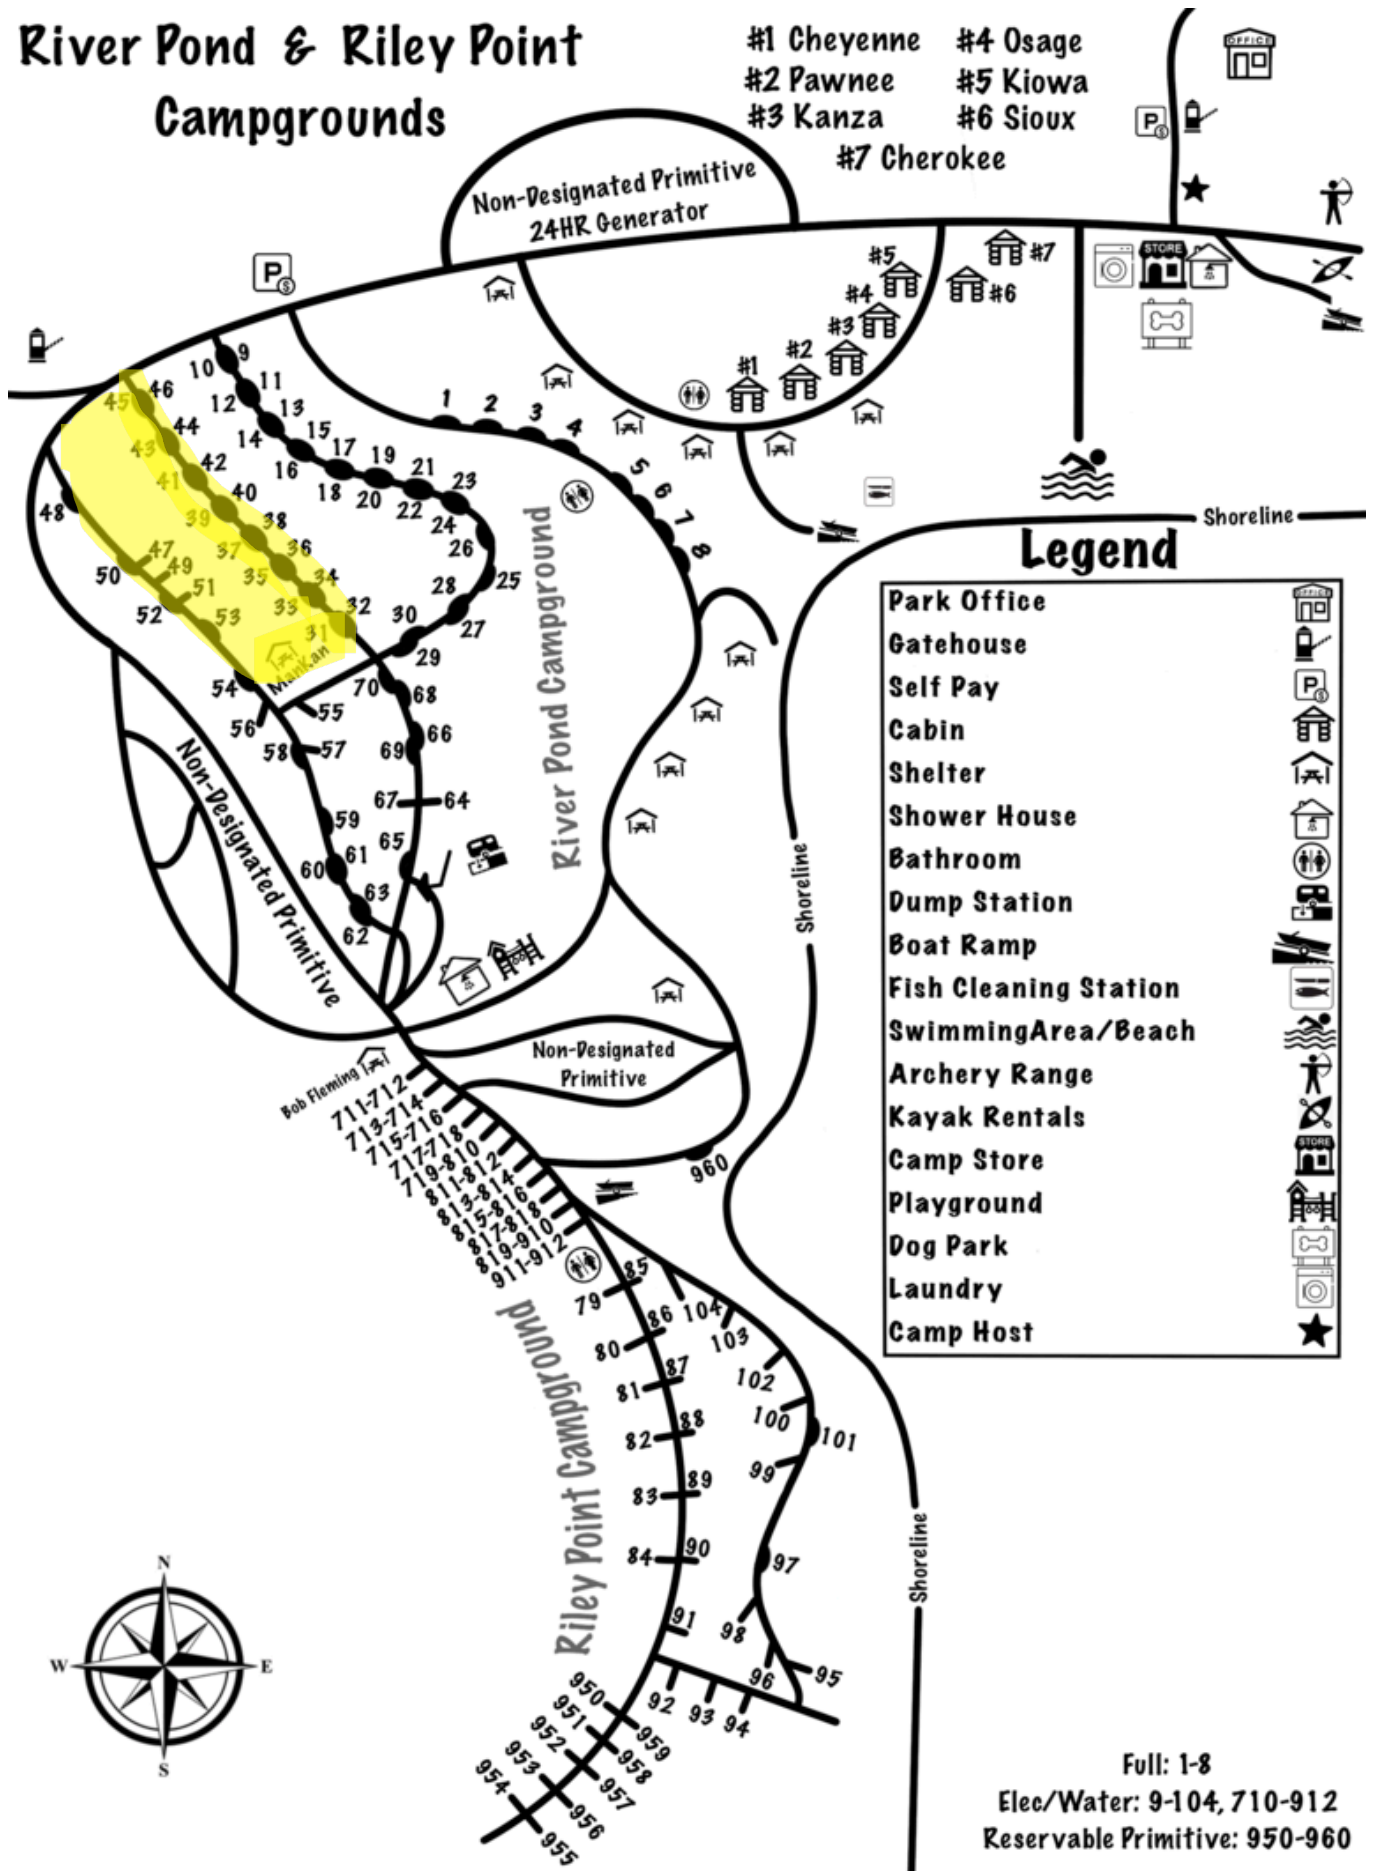 River Pond & Riley Point
Campgrounds
#1 Cheyenne #4 Osage
#2 Pawnee #5 Kiowa
#3 Kanza #6 Sioux
#7 Cherokee
OFFICE
P
$
Non-Designated Primitive
24HR Generator
P
$
STORE
#5
#7
#4
#6
#3
#2
#1
9
10
11
12
13
14
15
16
17
18
19
20
21
22
23
24
26
25
28
27
30
29
1
2
3
4
5
6
7
8
46
45
44
43
42
41
40
39
38
37
36
35
34
33
32
31
ManKan
48
47
50
49
51
52
53
54
56
55
58
57
59
60
61
63
62
70
68
66
69
67
64
65
River Pond Campground
Non-Designated Primitive
Shoreline
Shoreline
Non-Designated
Primitive
Bob Fleming
711-712
713-714
715-716
717-718
719-810
811-812
813-814
815-816
817-818
819-910
911-912
960
85
79
86
80
87
81
88
82
89
83
90
84
91
104
103
102
100
101
99
97
98
96
95
92
93
94
Riley Point Campground
950
951
952
953
954
959
958
957
956
955
Shoreline
Legend
Park Office
OFFICE
Gatehouse
Self Pay
P
$
Cabin
Shelter
Shower House
Bathroom
Dump Station
Boat Ramp
Fish Cleaning Station
SwimmingArea/Beach
Archery Range
Kayak Rentals
Camp Store
STORE
Playground
Dog Park
Laundry
Camp Host
N
W
E
S
Full: 1-8
Elec/Water: 9-104, 710-912
Reservable Primitive: 950-960